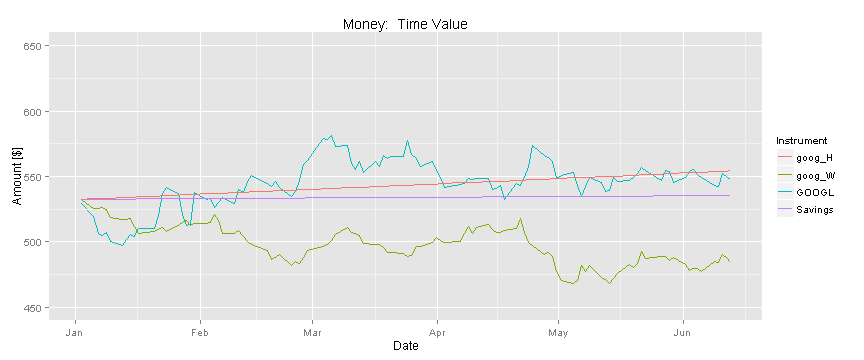 Money:  Time Value
Amount [$]
650
600
550
500
450
Jan Feb Mar Apr May Jun
Date
Instrument
goog_H
goog_W
GOOGL
Savings